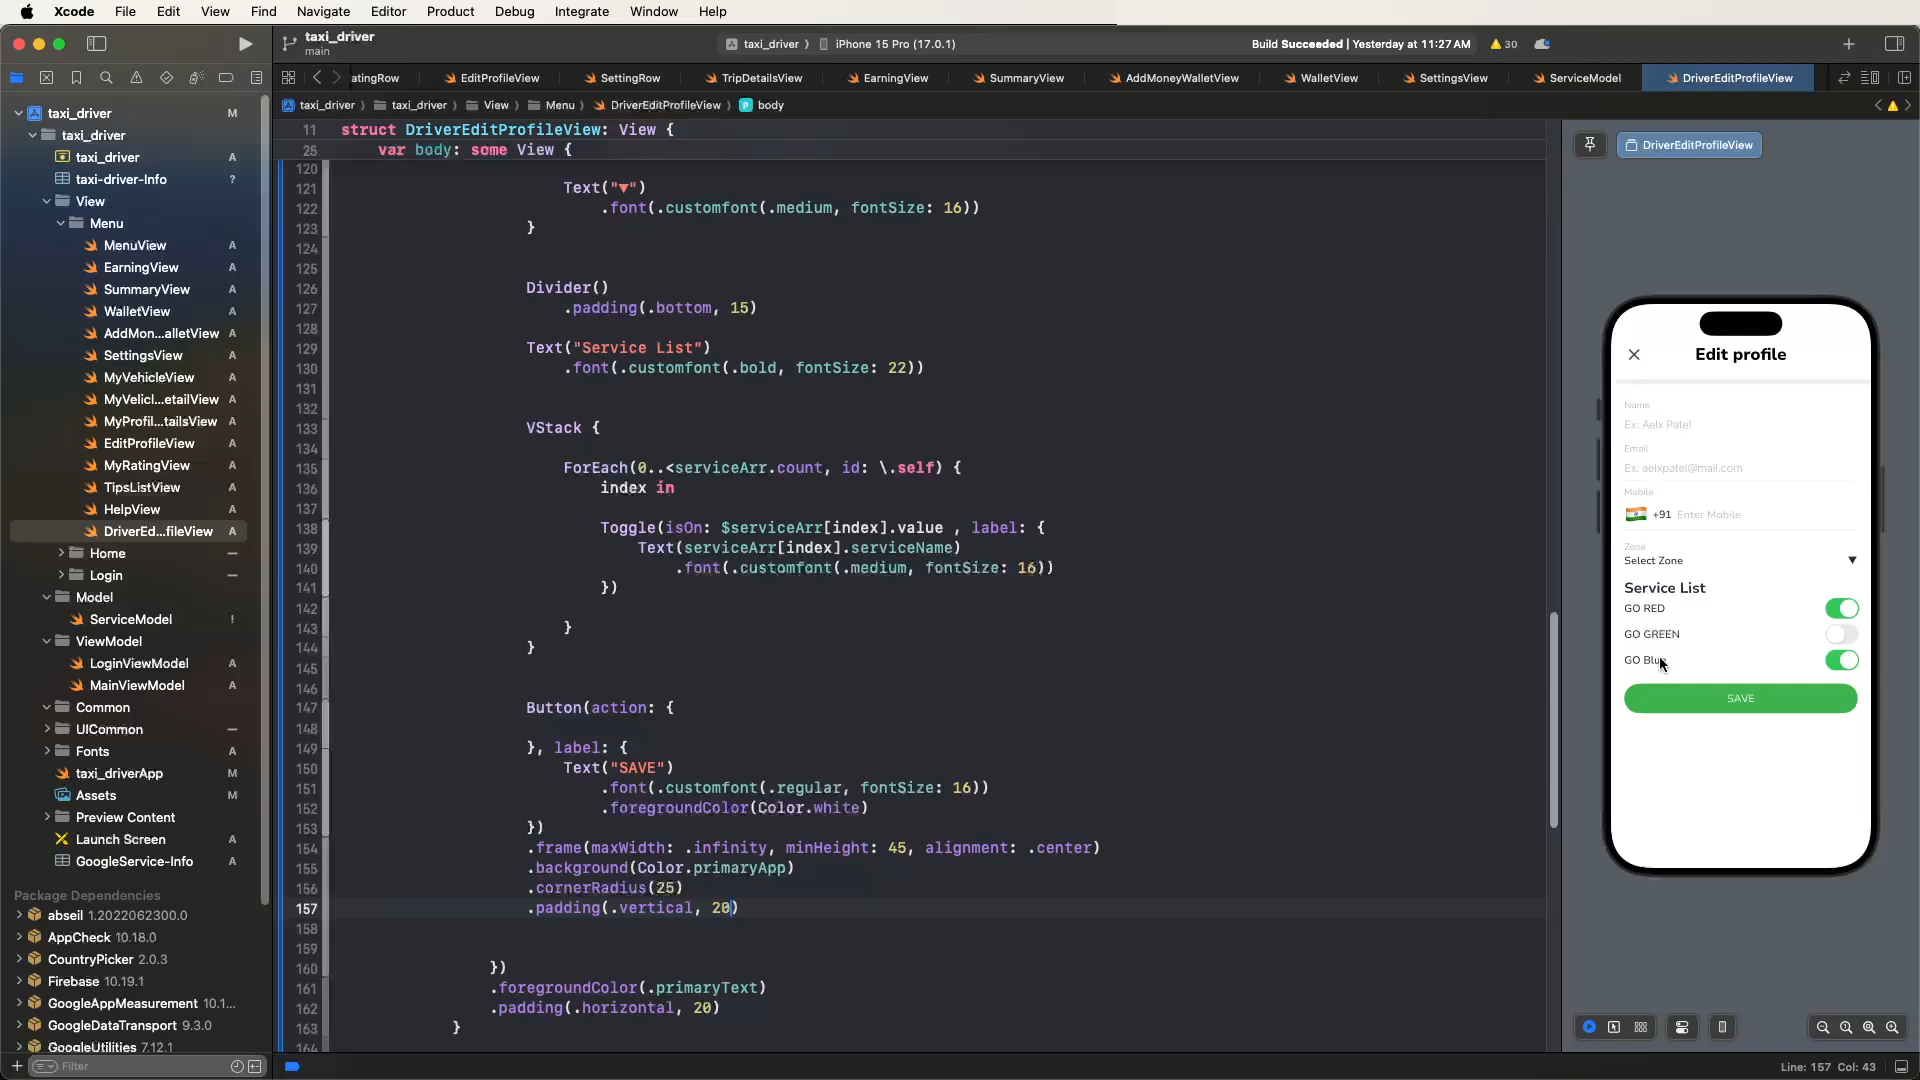 Xcode File Edit View Find Navigate Editor Product Debug Integrate Window Help
taxi_driver
main
taxi_driver iPhone 15 Pro (17.0.1)
Build Succeeded | Yesterday at 11:27 AM 30
atingRow EditProfileView SettingRow TripDetailsView EarningView SummaryView AddMoneyWalletView WalletView SettingsView ServiceModel DriverEditProfileView
taxi_driver taxi_driver View Menu DriverEditProfileView body
taxi_driver M
taxi_driver
taxi_driver A
taxi-driver-Info ?
View
Menu
MenuView A
EarningView A
SummaryView A
WalletView A
AddMon...alletView A
SettingsView A
MyVehicleView A
MyVelicl...etailView A
MyProfil...tailsView A
EditProfileView A
MyRatingView A
TipsListView A
HelpView A
DriverEd...fileView A
Home
Login
Model
ServiceModel !
ViewModel
LoginViewModel A
MainViewModel A
Common
UICommon
Fonts A
taxi_driverApp M
Assets M
Preview Content
Launch Screen A
GoogleService-Info A
Package Dependencies
abseil 1.2022062300.0
AppCheck 10.18.0
CountryPicker 2.0.3
Firebase 10.19.1
GoogleAppMeasurement 10.1...
GoogleDataTransport 9.3.0
GoogleUtilities 7.12.1
Filter
11 struct DriverEditProfileView: View {
25 var body: some View {
120
121 Text("▼")
122 .font(.customfont(.medium, fontSize: 16))
123 }
124
125
126 Divider()
127 .padding(.bottom, 15)
128
129 Text("Service List")
130 .font(.customfont(.bold, fontSize: 22))
131
132
133 VStack {
134
135 ForEach(0..<serviceArr.count, id: \.self) {
136 index in
137
138 Toggle(isOn: $serviceArr[index].value , label: {
139 Text(serviceArr[index].serviceName)
140 .font(.customfont(.medium, fontSize: 16))
141 })
142
143 }
144 }
145
146
147 Button(action: {
148
149 }, label: {
150 Text("SAVE")
151 .font(.customfont(.regular, fontSize: 16))
152 .foregroundColor(Color.white)
153 })
154 .frame(maxWidth: .infinity, minHeight: 45, alignment: .center)
155 .background(Color.primaryApp)
156 .cornerRadius(25)
157 .padding(.vertical, 20)
158
159
160 })
161 .foregroundColor(.primaryText)
162 .padding(.horizontal, 20)
163 }
164
DriverEditProfileView
Edit profile
Name
Ex: Aelx Patel
Email
Ex. aeixpatel@mail.com
Mobile
+91 Enter Mobile
Zone
Select Zone ▼
Service List
GO RED
GO GREEN
GO Blu
SAVE
Line: 157 Col: 43